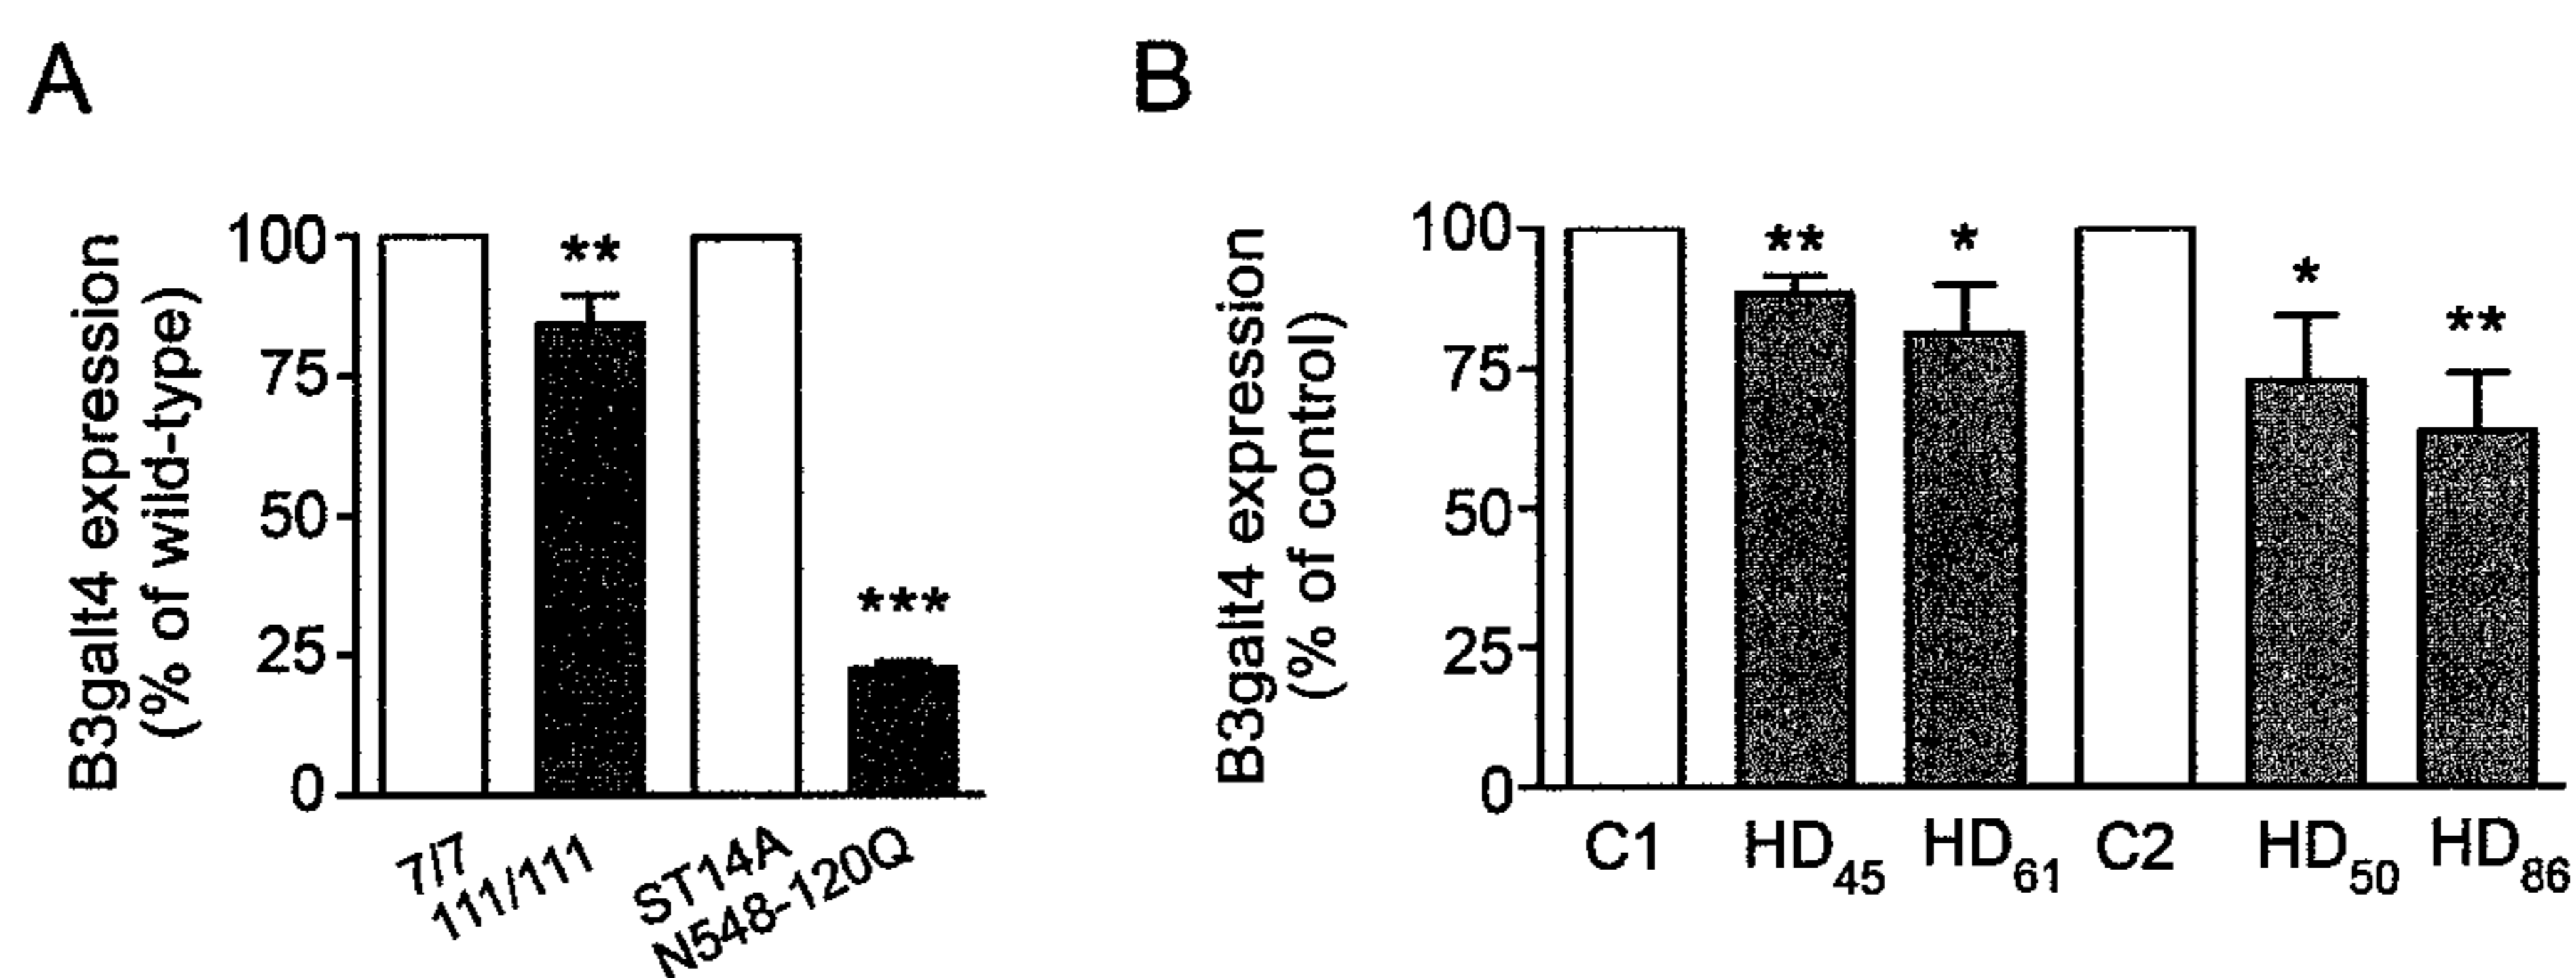 A
B3galt4 expression
(% of wild-type)
100
75
50
25
0
**
***
7/7
111/111
ST14A
N548-120Q
B
B3galt4 expression
(% of control)
100
75
50
25
0
**
*
*
**
C1 HD45 HD61 C2 HD50 HD86